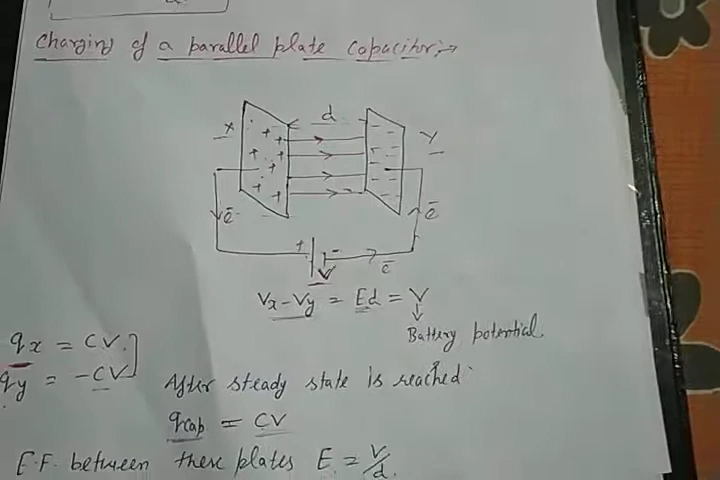 Charging of a parallel plate Capacitor:→
d
X
+ + + + + + + +
- - - - - - - -
Y
e̅
e̅
+
-
V
e̅
Vx - Vy = Ed = V
↓
Battery potential.
qx = CV.
qy = -CV
After steady state is reached
qcap = CV
E.F. between these plates E = V/d.